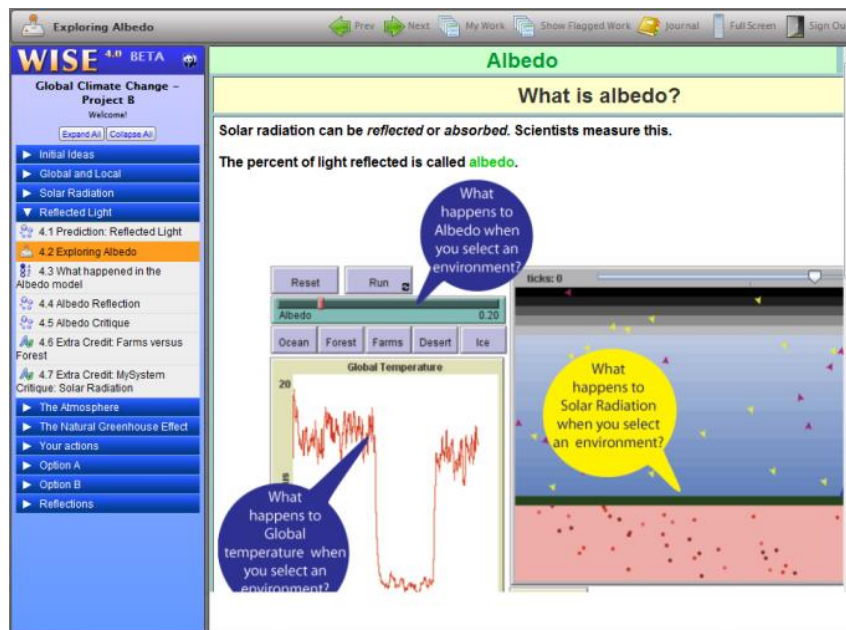 Exploring Albedo
Prev
Next
My Work
Show Flagged Work
Journal
Full Screen
Sign Ou
WISE 4.0 BETA
Global Climate Change –
Project B
Welcome!
Expand All
Collapse All
Initial Ideas
Global and Local
Solar Radiation
Reflected Light
4.1 Prediction: Reflected Light
4.2 Exploring Albedo
4.3 What happened in the
Albedo model
4.4 Albedo Reflection
4.5 Albedo Critique
4.6 Extra Credit: Farms versus
Forest
4.7 Extra Credit: MySystem
Critique: Solar Radiation
The Atmosphere
The Natural Greenhouse Effect
Your actions
Option A
Option B
Reflections
Albedo
What is albedo?
Solar radiation can be reflected or absorbed. Scientists measure this.
The percent of light reflected is called albedo.
What
happens to
Albedo when
you select an
environment?
Reset
Run
Albedo 0.20
Ocean
Forest
Farms
Desert
Ice
Global Temperature
20
What
happens to
Global
temperature when
you select an
environment?
ticks: 0
What
happens to
Solar Radiation
when you select
an environment?